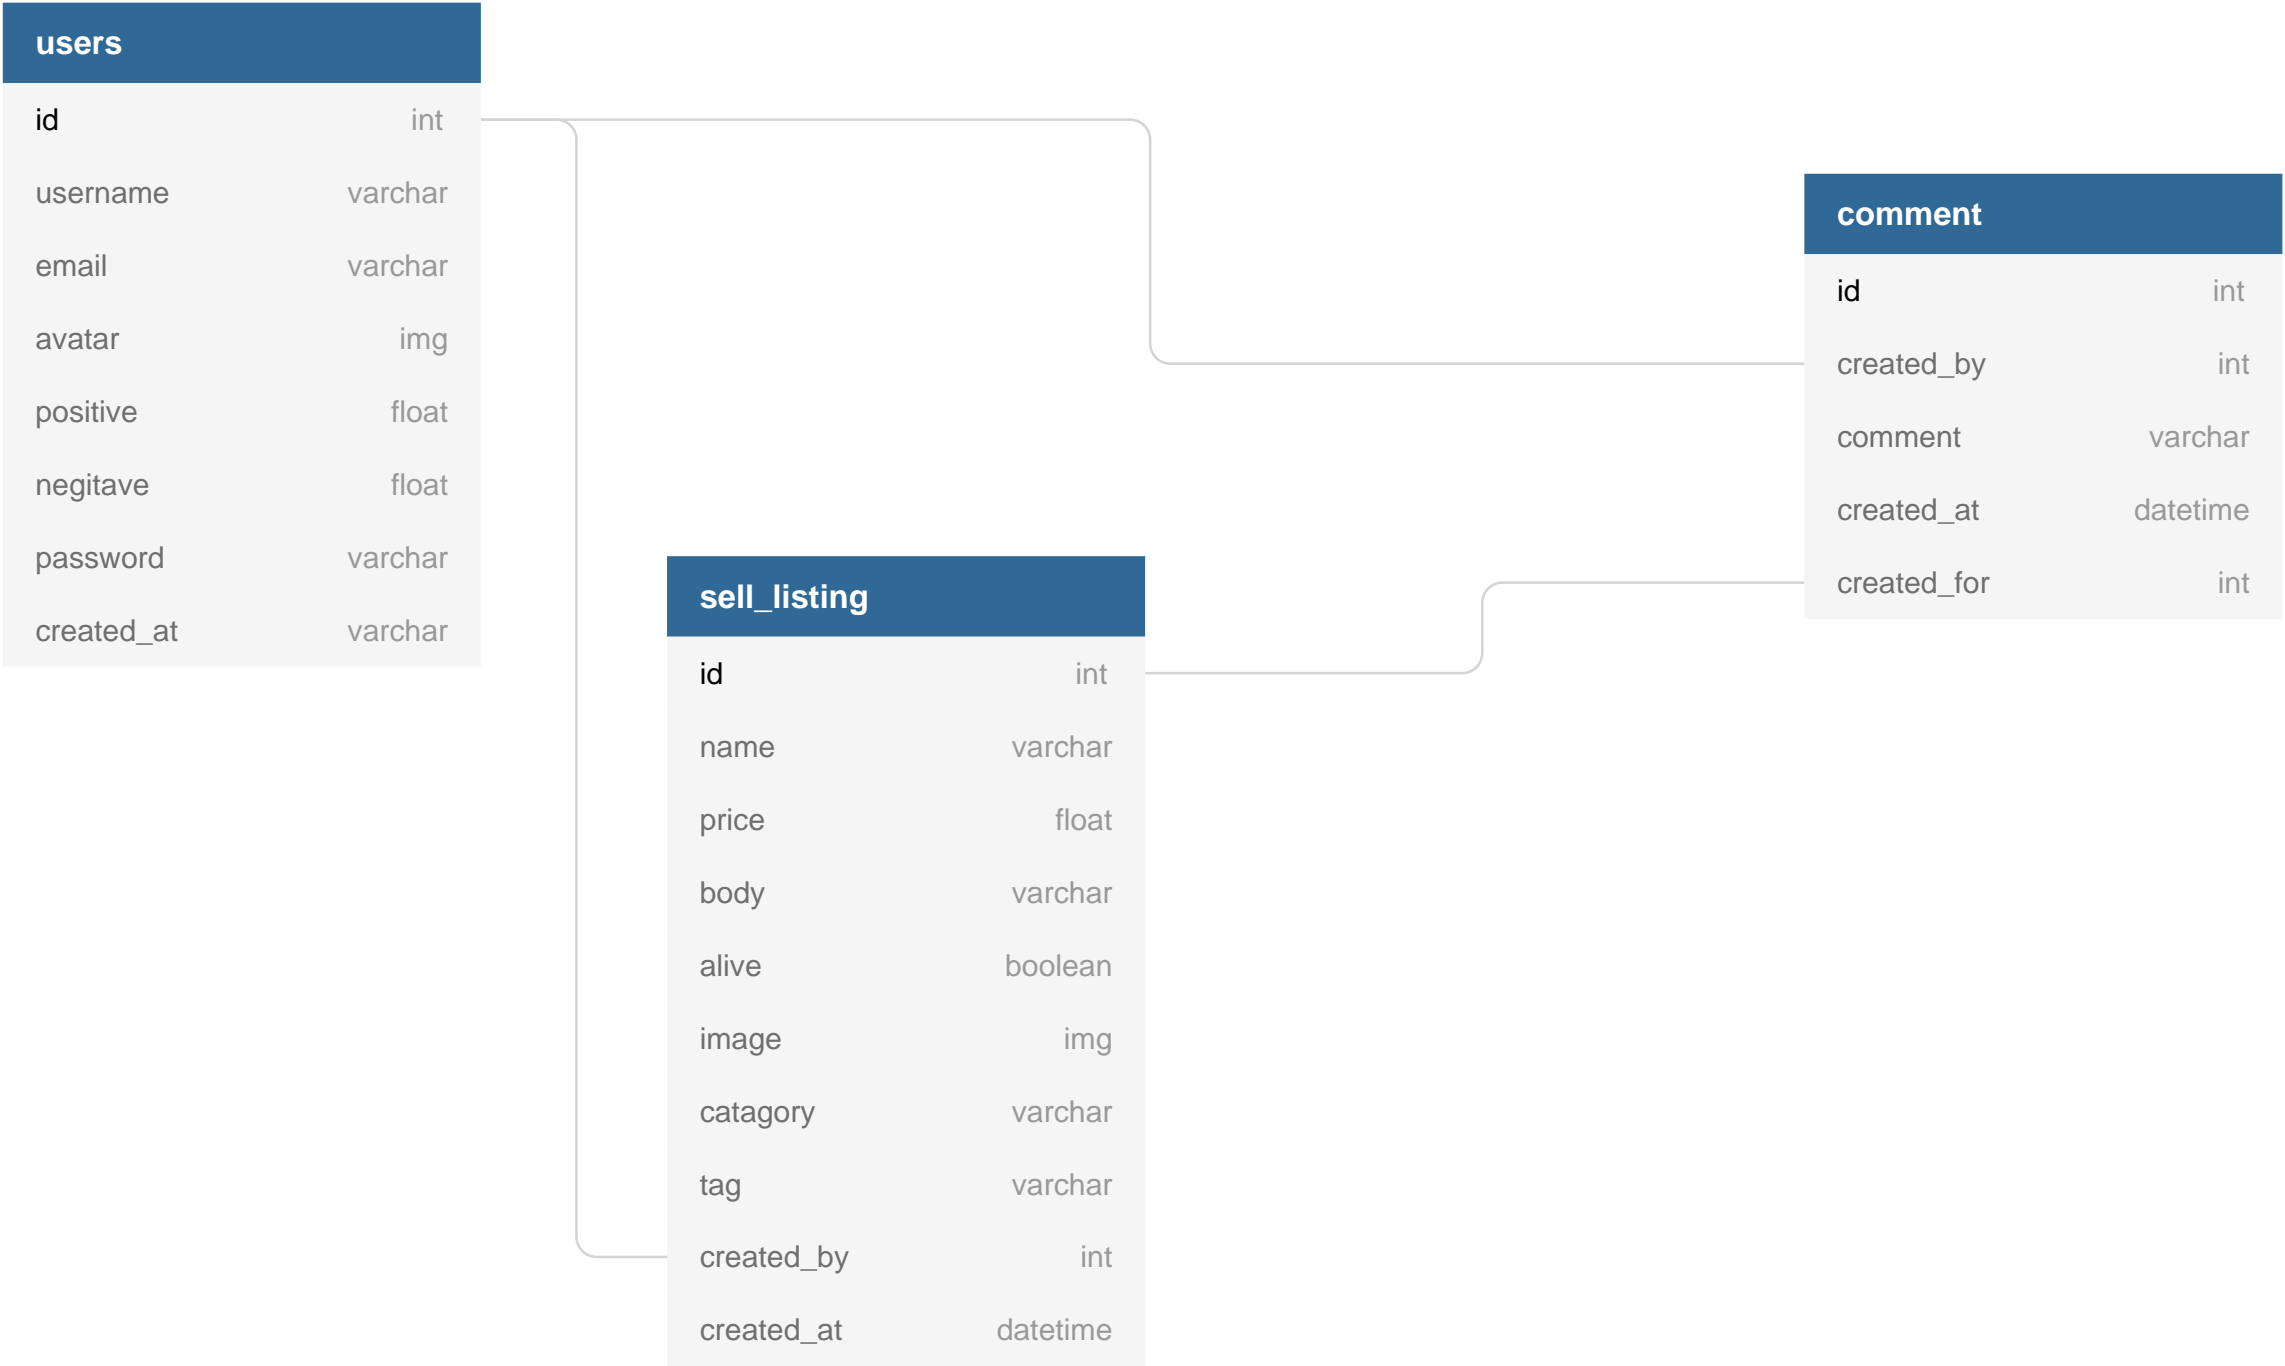 users
id int
username varchar
email varchar
avatar img
positive float
negitave float
password varchar
created_at varchar
comment
id int
created_by int
comment varchar
created_at datetime
created_for int
sell_listing
id int
name varchar
price float
body varchar
alive boolean
image img
catagory varchar
tag varchar
created_by int
created_at datetime